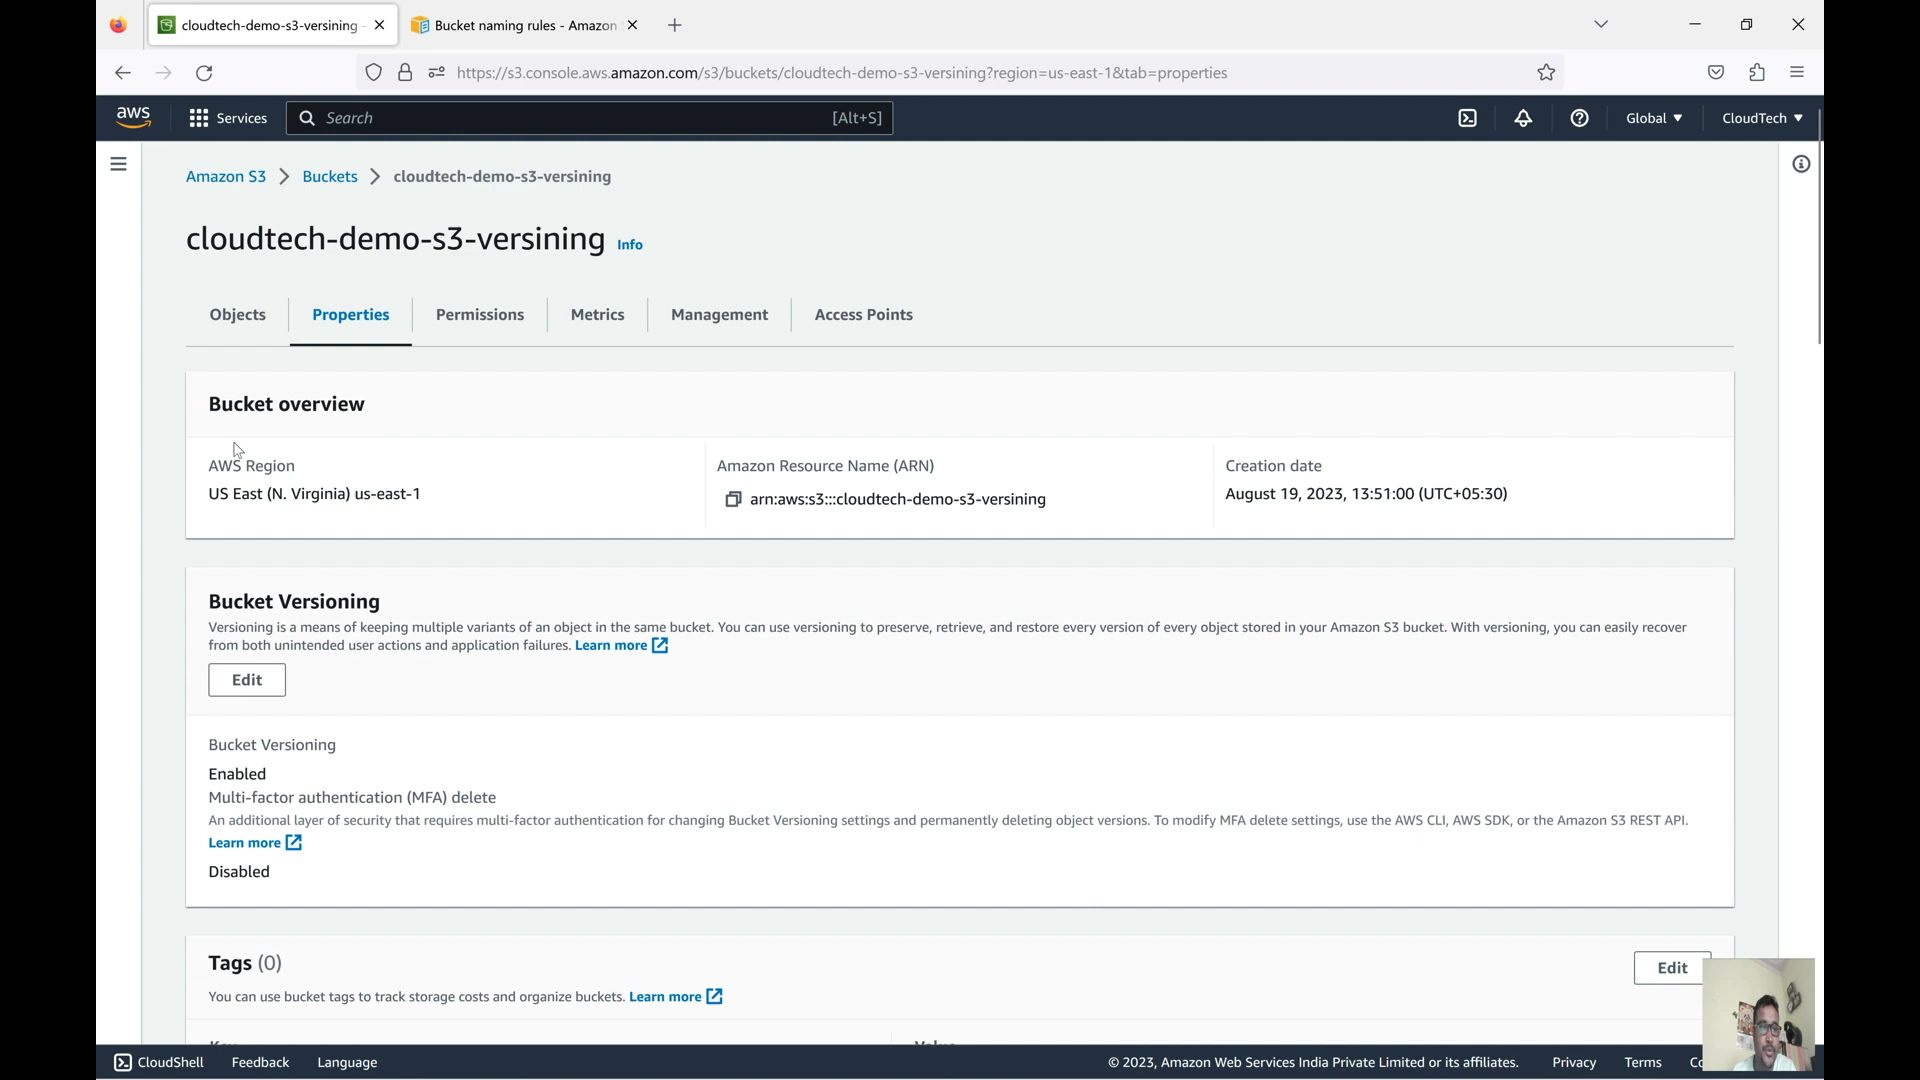 cloudtech-demo-s3-versining -
Bucket naming rules - Amazon
https://s3.console.aws.amazon.com/s3/buckets/cloudtech-demo-s3-versining?region=us-east-1&tab=properties
aws
Services
Search
[Alt+S]
Global
CloudTech
Amazon S3
Buckets
cloudtech-demo-s3-versining
cloudtech-demo-s3-versining Info
Objects
Properties
Permissions
Metrics
Management
Access Points
Bucket overview
AWS Region
US East (N. Virginia) us-east-1
Amazon Resource Name (ARN)
arn:aws:s3:::cloudtech-demo-s3-versining
Creation date
August 19, 2023, 13:51:00 (UTC+05:30)
Bucket Versioning
Versioning is a means of keeping multiple variants of an object in the same bucket. You can use versioning to preserve, retrieve, and restore every version of every object stored in your Amazon S3 bucket. With versioning, you can easily recover
from both unintended user actions and application failures. Learn more
Edit
Bucket Versioning
Enabled
Multi-factor authentication (MFA) delete
An additional layer of security that requires multi-factor authentication for changing Bucket Versioning settings and permanently deleting object versions. To modify MFA delete settings, use the AWS CLI, AWS SDK, or the Amazon S3 REST API.
Learn more
Disabled
Tags (0)
Edit
You can use bucket tags to track storage costs and organize buckets. Learn more
CloudShell
Feedback
Language
© 2023, Amazon Web Services India Private Limited or its affiliates.
Privacy
Terms